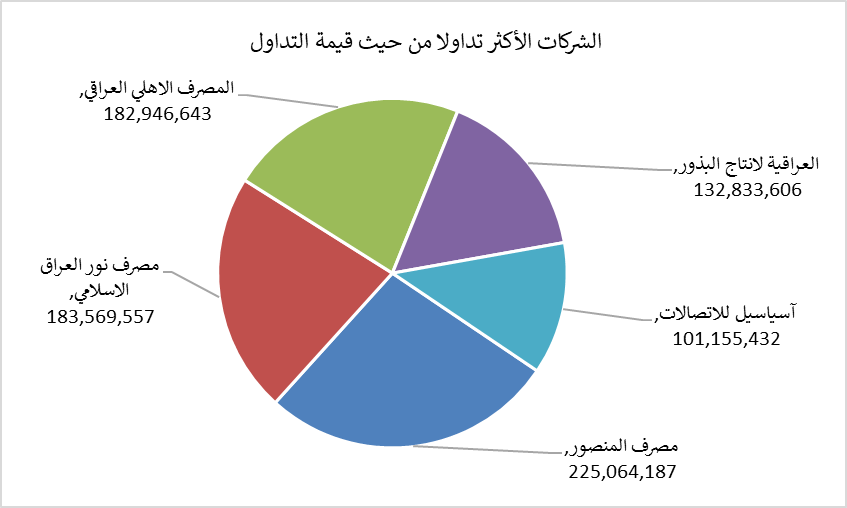 الشركات الأكثر تداولا من حيث قيمة التداول
المصرف الاهلي العراقي,
182,946,643
العراقية لانتاج البذور,
132,833,606
مصرف نور العراق
الاسلامي,
183,569,557
آسياسيل للاتصالات,
101,155,432
مصرف المنصور,
225,064,187